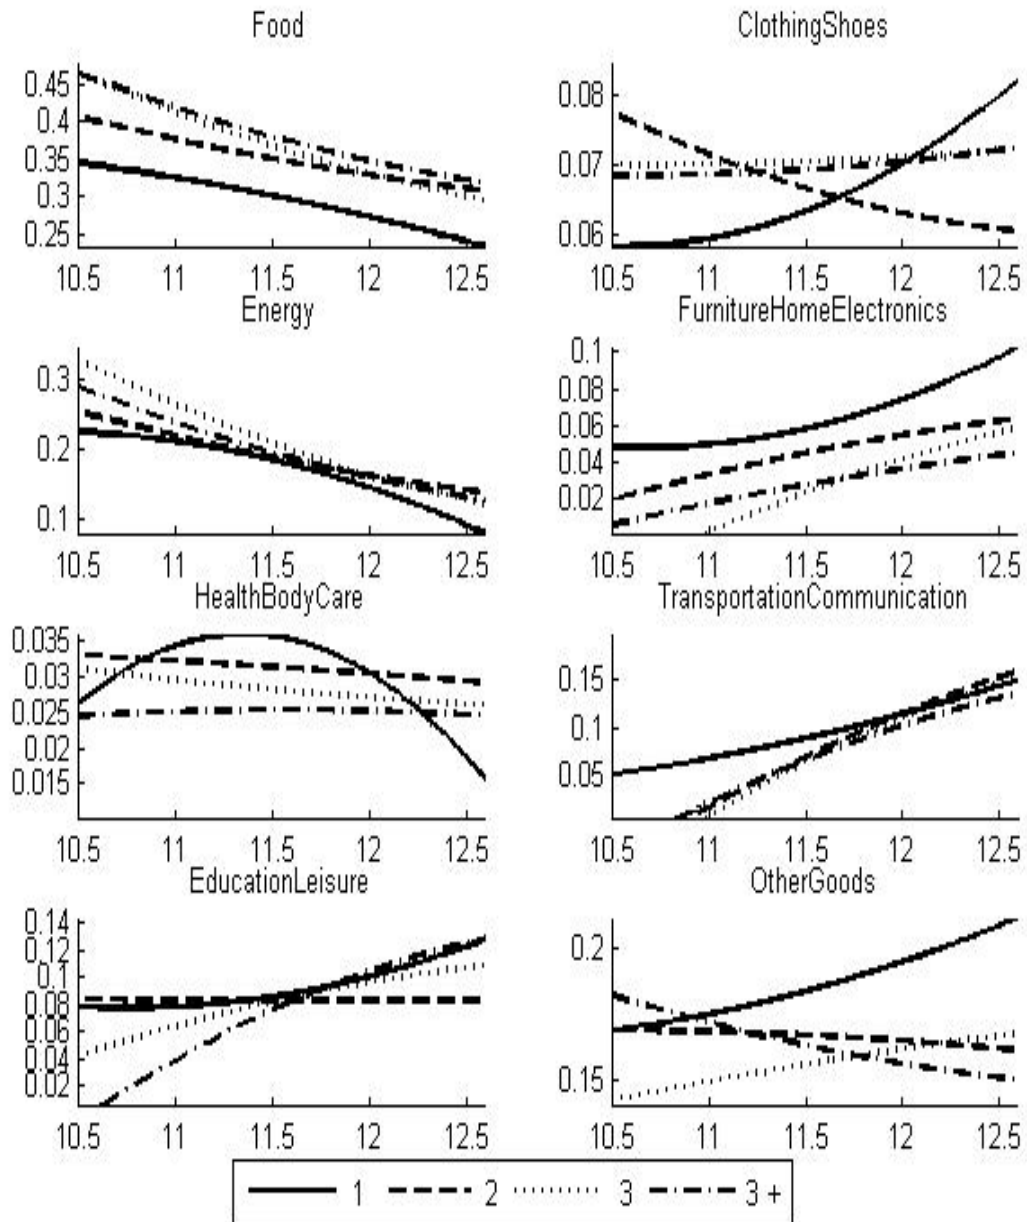 Food
0.45
0.4
0.35
0.3
0.25
10.5 11 11.5 12 12.5
ClothingShoes
0.08
0.07
0.06
10.5 11 11.5 12 12.5
Energy
0.3
0.2
0.1
10.5 11 11.5 12 12.5
FurnitureHomeElectronics
0.1
0.08
0.06
0.04
0.02
10.5 11 11.5 12 12.5
HealthBodyCare
0.035
0.03
0.025
0.02
0.015
10.5 11 11.5 12 12.5
TransportationCommunication
0.15
0.1
0.05
10.5 11 11.5 12 12.5
EducationLeisure
0.14
0.12
0.1
0.08
0.06
0.04
0.02
10.5 11 11.5 12 12.5
OtherGoods
0.2
0.15
10.5 11 11.5 12 12.5
1 2 3 3 +